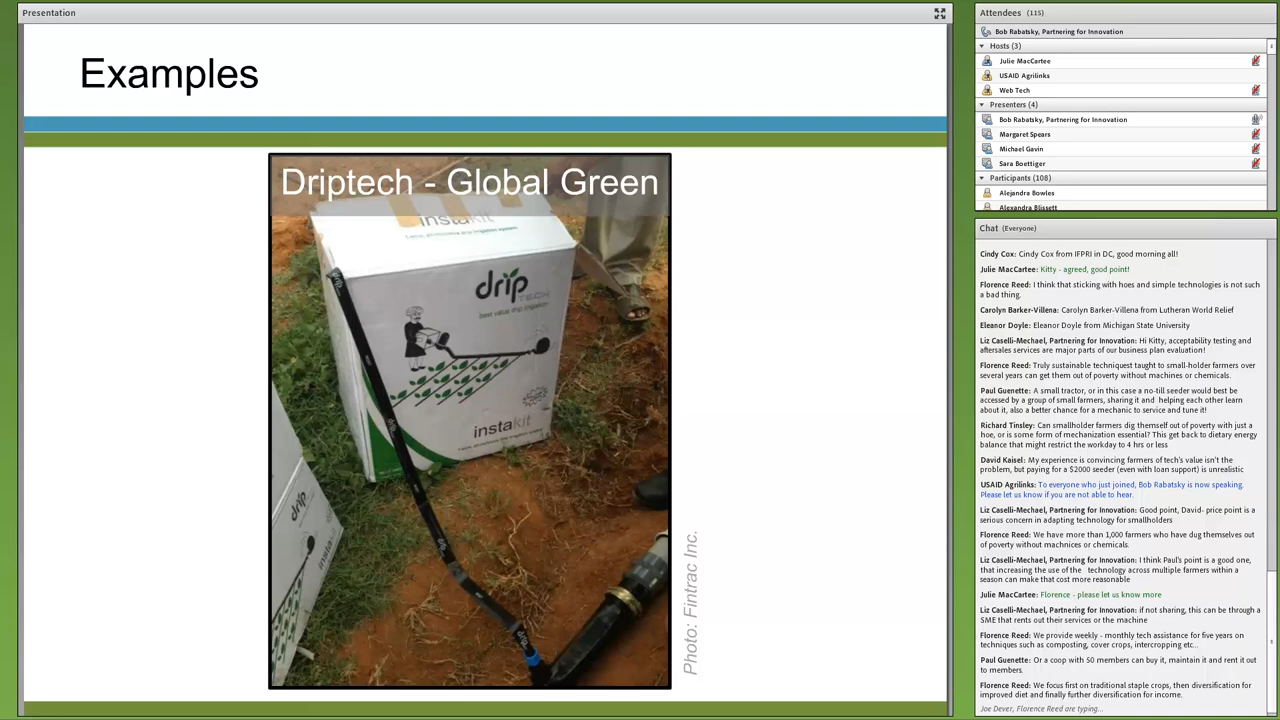 Presentation
Examples
Driptech - Global Green
instakit
drip
TECH
best value drip irrigation
instakit
drip
insta
drip
drip
Photo: Fintrac Inc.
Attendees (115)
Bob Rabatsky, Partnering for Innovation
Hosts (3)
Julie MacCartee
USAID Agrilinks
Web Tech
Presenters (4)
Bob Rabatsky, Partnering for Innovation
Margaret Spears
Michael Gavin
Sara Boettiger
Participants (108)
Alejandra Bowles
Alexandra Blissett
Chat (Everyone)
Cindy Cox: Cindy Cox from IFPRI in DC, good morning all!
Julie MacCartee: Kitty - agreed, good point!
Florence Reed: I think that sticking with hoes and simple technologies is not such
a bad thing.
Carolyn Barker-Villena: Carolyn Barker-Villena from Lutheran World Relief
Eleanor Doyle: Eleanor Doyle from Michigan State University
Liz Caselli-Mechael, Partnering for Innovation: Hi Kitty, acceptability testing and
aftersales services are major parts of our business plan evaluation!
Florence Reed: Truly sustainable techniquest taught to small-holder farmers over
several years can get them out of poverty without machines or chemicals.
Paul Guenette: A small tractor, or in this case a no-till seeder would best be
accessed by a group of small farmers, sharing it and helping each other learn
about it, also a better chance for a mechanic to service and tune it!
Richard Tinsley: Can smallholder farmers dig themself out of poverty with just a
hoe, or is some form of mechanization essential? This get back to dietary energy
balance that might restrict the workday to 4 hrs or less
David Kaisel: My experience is convincing farmers of tech's value isn't the
problem, but paying for a $2000 seeder (even with loan support) is unrealistic
USAID Agrilinks: To everyone who just joined, Bob Rabatsky is now speaking.
Please let us know if you are not able to hear.
Liz Caselli-Mechael, Partnering for Innovation: Good point, David- price point is a
serious concern in adapting technology for smallholders
Florence Reed: We have more than 1,000 farmers who have dug themselves out
of poverty without machnices or chemicals.
Liz Caselli-Mechael, Partnering for Innovation: I think Paul's point is a good one,
that increasing the use of the technology across multiple farmers within a
season can make that cost more reasonable
Julie MacCartee: Florence - please let us know more
Liz Caselli-Mechael, Partnering for Innovation: if not sharing, this can be through a
SME that rents out their services or the machine
Florence Reed: We provide weekly - monthly tech assistance for five years on
techniques such as composting, cover crops, intercropping etc...
Paul Guenette: Or a coop with 50 members can buy it, maintain it and rent it out
to members.
Florence Reed: We focus first on traditional staple crops, then diversification for
improved diet and finally further diversification for income.
Joe Dever, Florence Reed are typing...